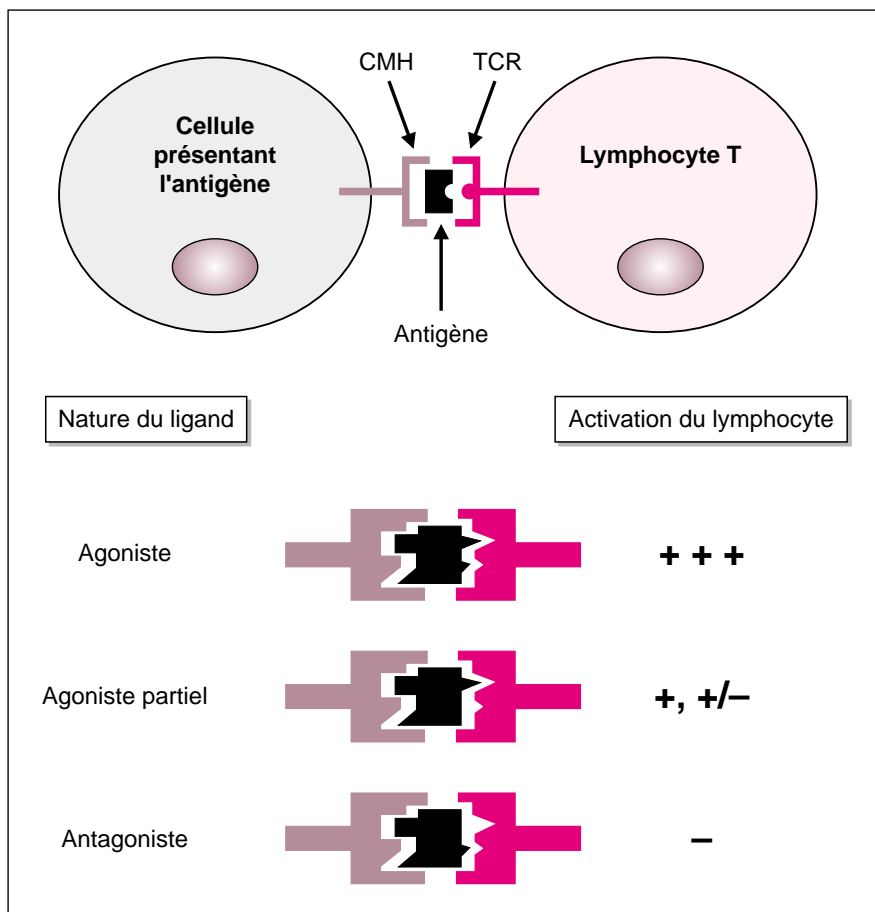 CMH
TCR
Cellule
présentant
l'antigène
Lymphocyte T
Antigène
Nature du ligand
Activation du lymphocyte
Agoniste
+ + +
Agoniste partiel
+, +/–
Antagoniste
–